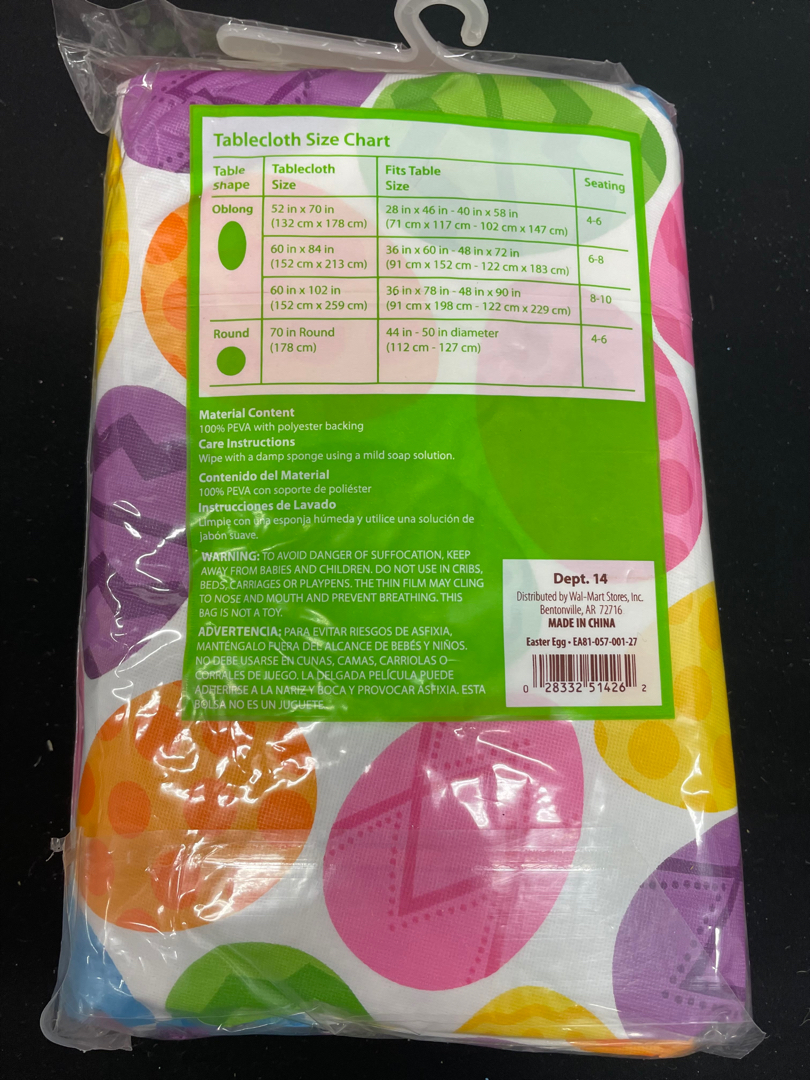 Tablecloth Size Chart
Table shape Tablecloth Size Fits Table Size Seating
Oblong 52 in x 70 in 28 in x 46 in - 40 in x 58 in 4-6
(132 cm x 178 cm) (71 cm x 117 cm - 102 cm x 147 cm)
60 in x 84 in 36 in x 60 in - 48 in x 72 in 6-8
(152 cm x 213 cm) (91 cm x 152 cm - 122 cm x 183 cm)
60 in x 102 in 36 in x 78 in - 48 in x 90 in 8-10
(152 cm x 259 cm) (91 cm x 198 cm - 122 cm x 229 cm)
Round 70 in Round 44 in - 50 in diameter 4-6
(178 cm) (112 cm - 127 cm)
Material Content
100% PEVA with polyester backing
Care Instructions
Wipe with a damp sponge using a mild soap solution.
Contenido del Material
100% PEVA con soporte de poliéster
Instrucciones de Lavado
Limpie con una esponja húmeda y utilice una solución de
jabón suave.
WARNING: TO AVOID DANGER OF SUFFOCATION, KEEP
AWAY FROM BABIES AND CHILDREN. DO NOT USE IN CRIBS,
BEDS, CARRIAGES OR PLAYPENS. THE THIN FILM MAY CLING
TO NOSE AND MOUTH AND PREVENT BREATHING. THIS
BAG IS NOT A TOY.
ADVERTENCIA: PARA EVITAR RIESGOS DE ASFIXIA,
MANTÉNGALO FUERA DEL ALCANCE DE BEBÉS Y NIÑOS.
NO DEBE USARSE EN CUNAS, CAMAS, CARRIOLAS O
CORRALES DE JUEGO. LA DELGADA PELÍCULA PUEDE
ADHERIRSE A LA NARIZ Y BOCA Y PROVOCAR ASFIXIA. ESTA
BOLSA NO ES UN JUGUETE.
Dept. 14
Distributed by Wal-Mart Stores, Inc.
Bentonville, AR 72716
MADE IN CHINA
Easter Egg • EA81-057-001-27
0 28332 51426 2